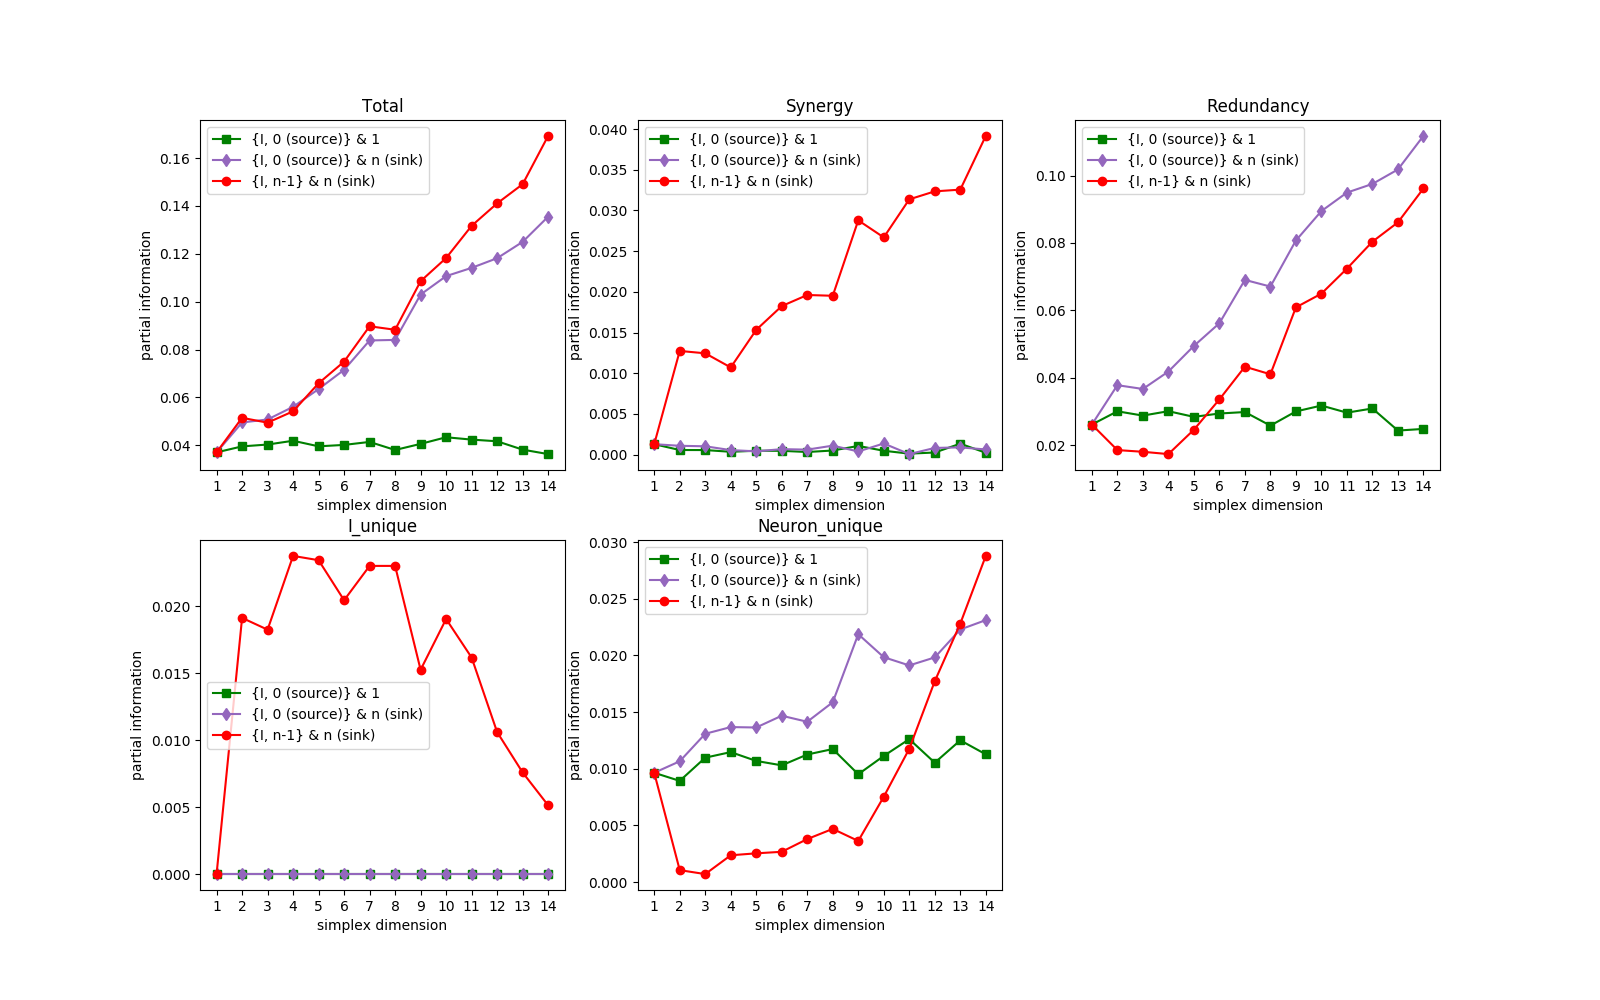 Total
{I, 0 (source)} & 1
{I, 0 (source)} & n (sink)
{I, n-1} & n (sink)
partial information
0.16
0.14
0.12
0.10
0.08
0.06
0.04
1 2 3 4 5 6 7 8 9 10 11 12 13 14
simplex dimension
Synergy
{I, 0 (source)} & 1
{I, 0 (source)} & n (sink)
{I, n-1} & n (sink)
partial information
0.040
0.035
0.030
0.025
0.020
0.015
0.010
0.005
0.000
1 2 3 4 5 6 7 8 9 10 11 12 13 14
simplex dimension
Redundancy
{I, 0 (source)} & 1
{I, 0 (source)} & n (sink)
{I, n-1} & n (sink)
partial information
0.10
0.08
0.06
0.04
0.02
1 2 3 4 5 6 7 8 9 10 11 12 13 14
simplex dimension
I_unique
{I, 0 (source)} & 1
{I, 0 (source)} & n (sink)
{I, n-1} & n (sink)
partial information
0.020
0.015
0.010
0.005
0.000
1 2 3 4 5 6 7 8 9 10 11 12 13 14
simplex dimension
Neuron_unique
{I, 0 (source)} & 1
{I, 0 (source)} & n (sink)
{I, n-1} & n (sink)
partial information
0.030
0.025
0.020
0.015
0.010
0.005
0.000
1 2 3 4 5 6 7 8 9 10 11 12 13 14
simplex dimension